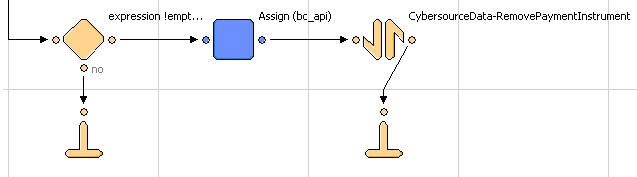 expression !empt...
Assign (bc_api)
CybersourceData-RemovePaymentInstrument
no